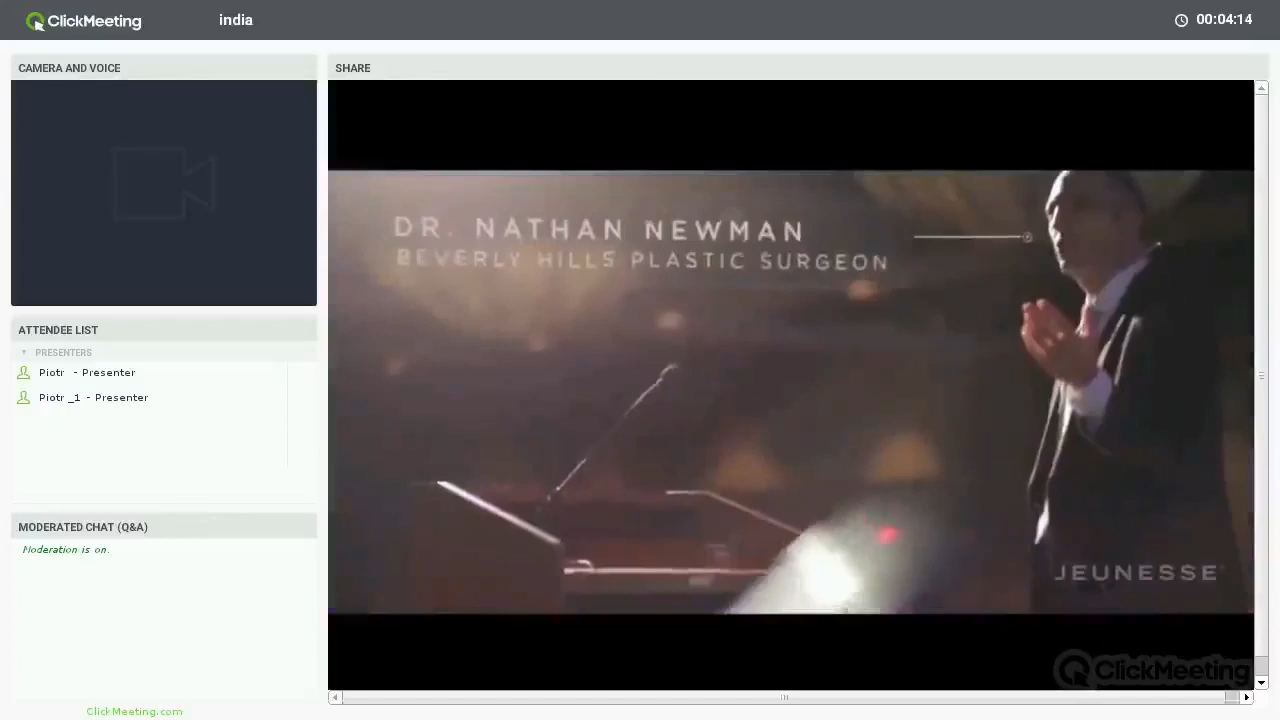 ClickMeeting
india
00:04:14
CAMERA AND VOICE
SHARE
DR. NATHAN NEWMAN
BEVERLY HILLS PLASTIC SURGEON
ATTENDEE LIST
PRESENTERS
Piotr - Presenter
Piotr _1 - Presenter
MODERATED CHAT (Q&A)
Moderation is on.
JEUNESSE
ClickMeeting
ClickMeeting.com